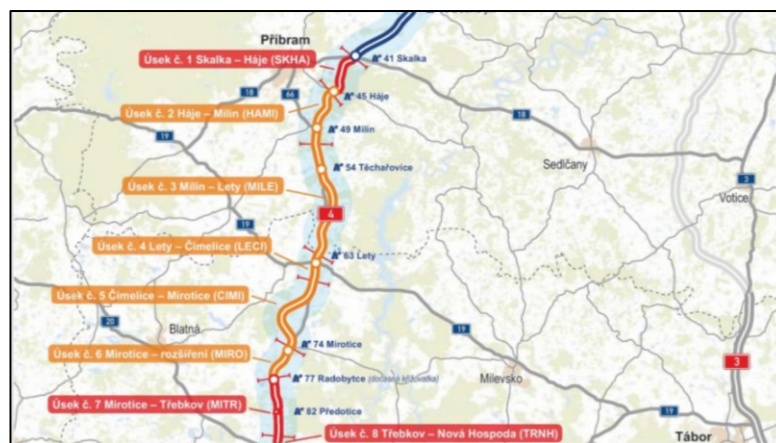 Příbram
Úsek č. 1 Skalka – Háje (SKHA)
41 Skalka
18
66
45 Háje
Úsek č. 2 Háje – Milín (HAMI)
18
19
49 Milín
Sedlčany
54 Těchařovice
3
Úsek č. 3 Milín – Lety (MILE)
Votice
4
19
Úsek č. 4 Lety – Čimelice (LECI)
63 Lety
Úsek č. 5 Čimelice – Mirotice (CIMI)
20
Blatná
19
74 Mirotice
Úsek č. 6 Mirotice – rozšíření (MIRO)
3
77 Radobytce (dočasná křižovatka)
Milevsko
Úsek č. 7 Mirotice – Třebkov (MITR)
82 Předotice
19
Úsek č. 8 Třebkov – Nová Hospoda (TRNH)
Tábor